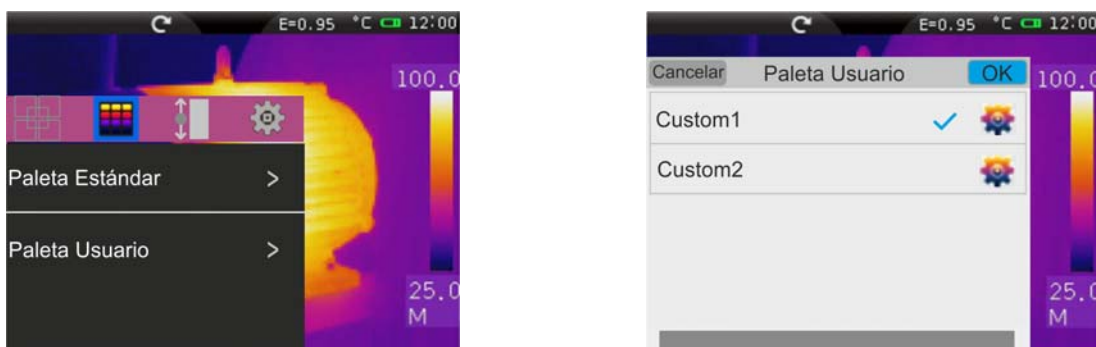 E=0.95 °C 12:00
100.0
Paleta Estándar >
Paleta Usuario >
25.0
M
E=0.95 °C 12:00
Cancelar Paleta Usuario OK
100.0
Custom1
Custom2
25.0
M